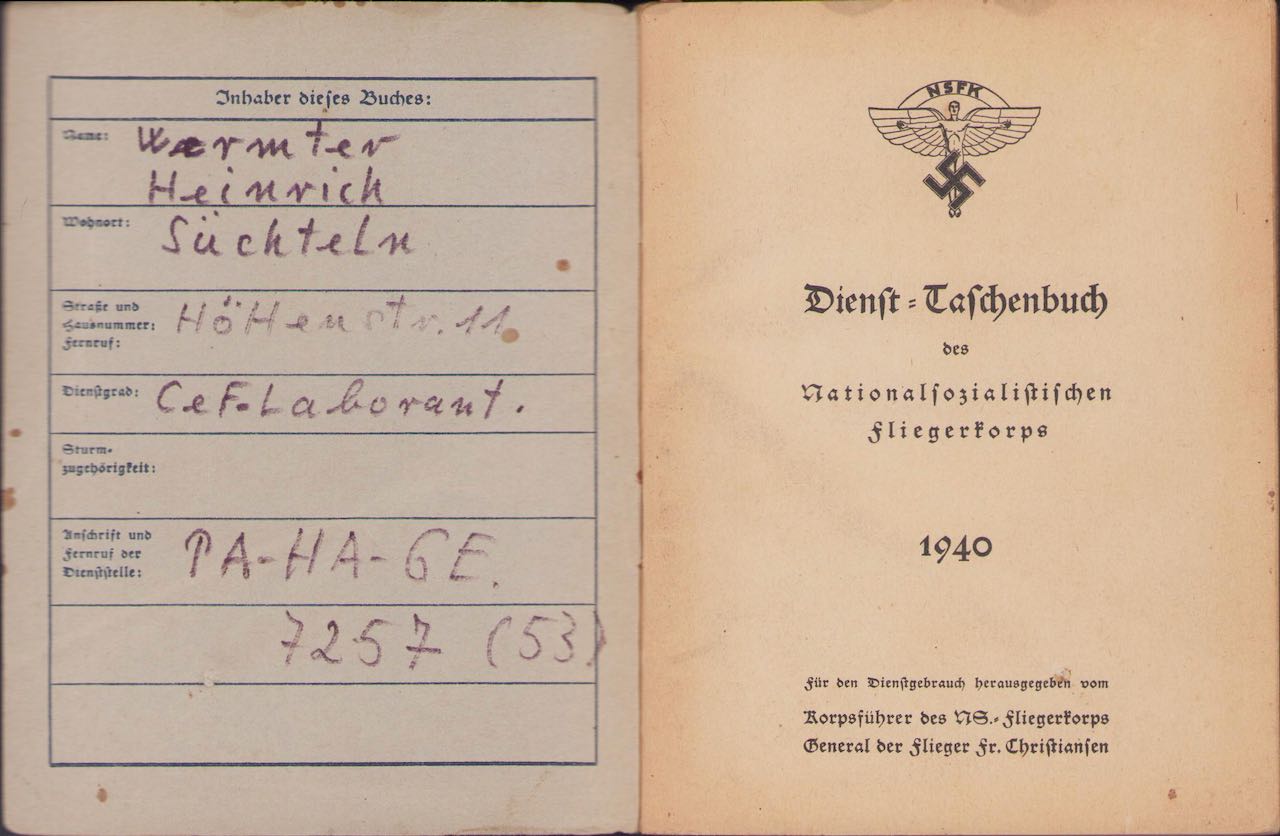 Inhaber dieses Buches:
Name: Wermter
Heinrich
Wohnort: Süchteln
Straße und
Hausnummer: HöHenstr. 11
Fernruf:
Dienstgrad: CeF-Laborant.
Sturm-
zugehörigkeit:
Anschrift und
Fernruf der
Dienststelle: PA-HA-GE.
7257 (53)
NSFK
Dienst-Taschenbuch
des
Nationalsozialistischen
Fliegerkorps
1940
Für den Dienstgebrauch herausgegeben vom
Korpsführer des NS.-Fliegerkorps
General der Flieger Fr. Christiansen